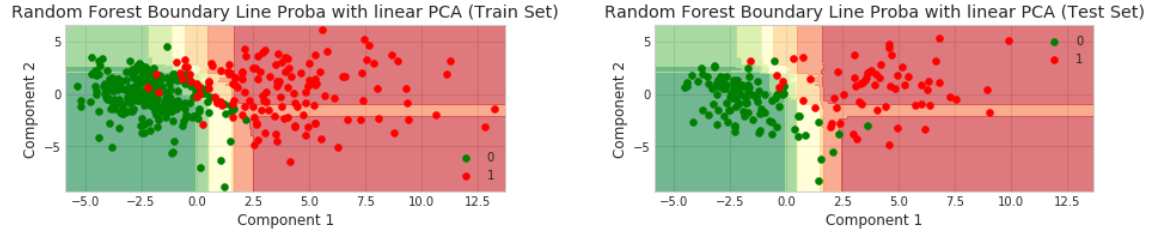 Random Forest Boundary Line Proba with linear PCA (Train Set)
Component 2
5
0
−5
0
1
−5.0 −2.5 0.0 2.5 5.0 7.5 10.0 12.5
Component 1
Random Forest Boundary Line Proba with linear PCA (Test Set)
Component 2
5
0
−5
0
1
−5.0 −2.5 0.0 2.5 5.0 7.5 10.0 12.5
Component 1